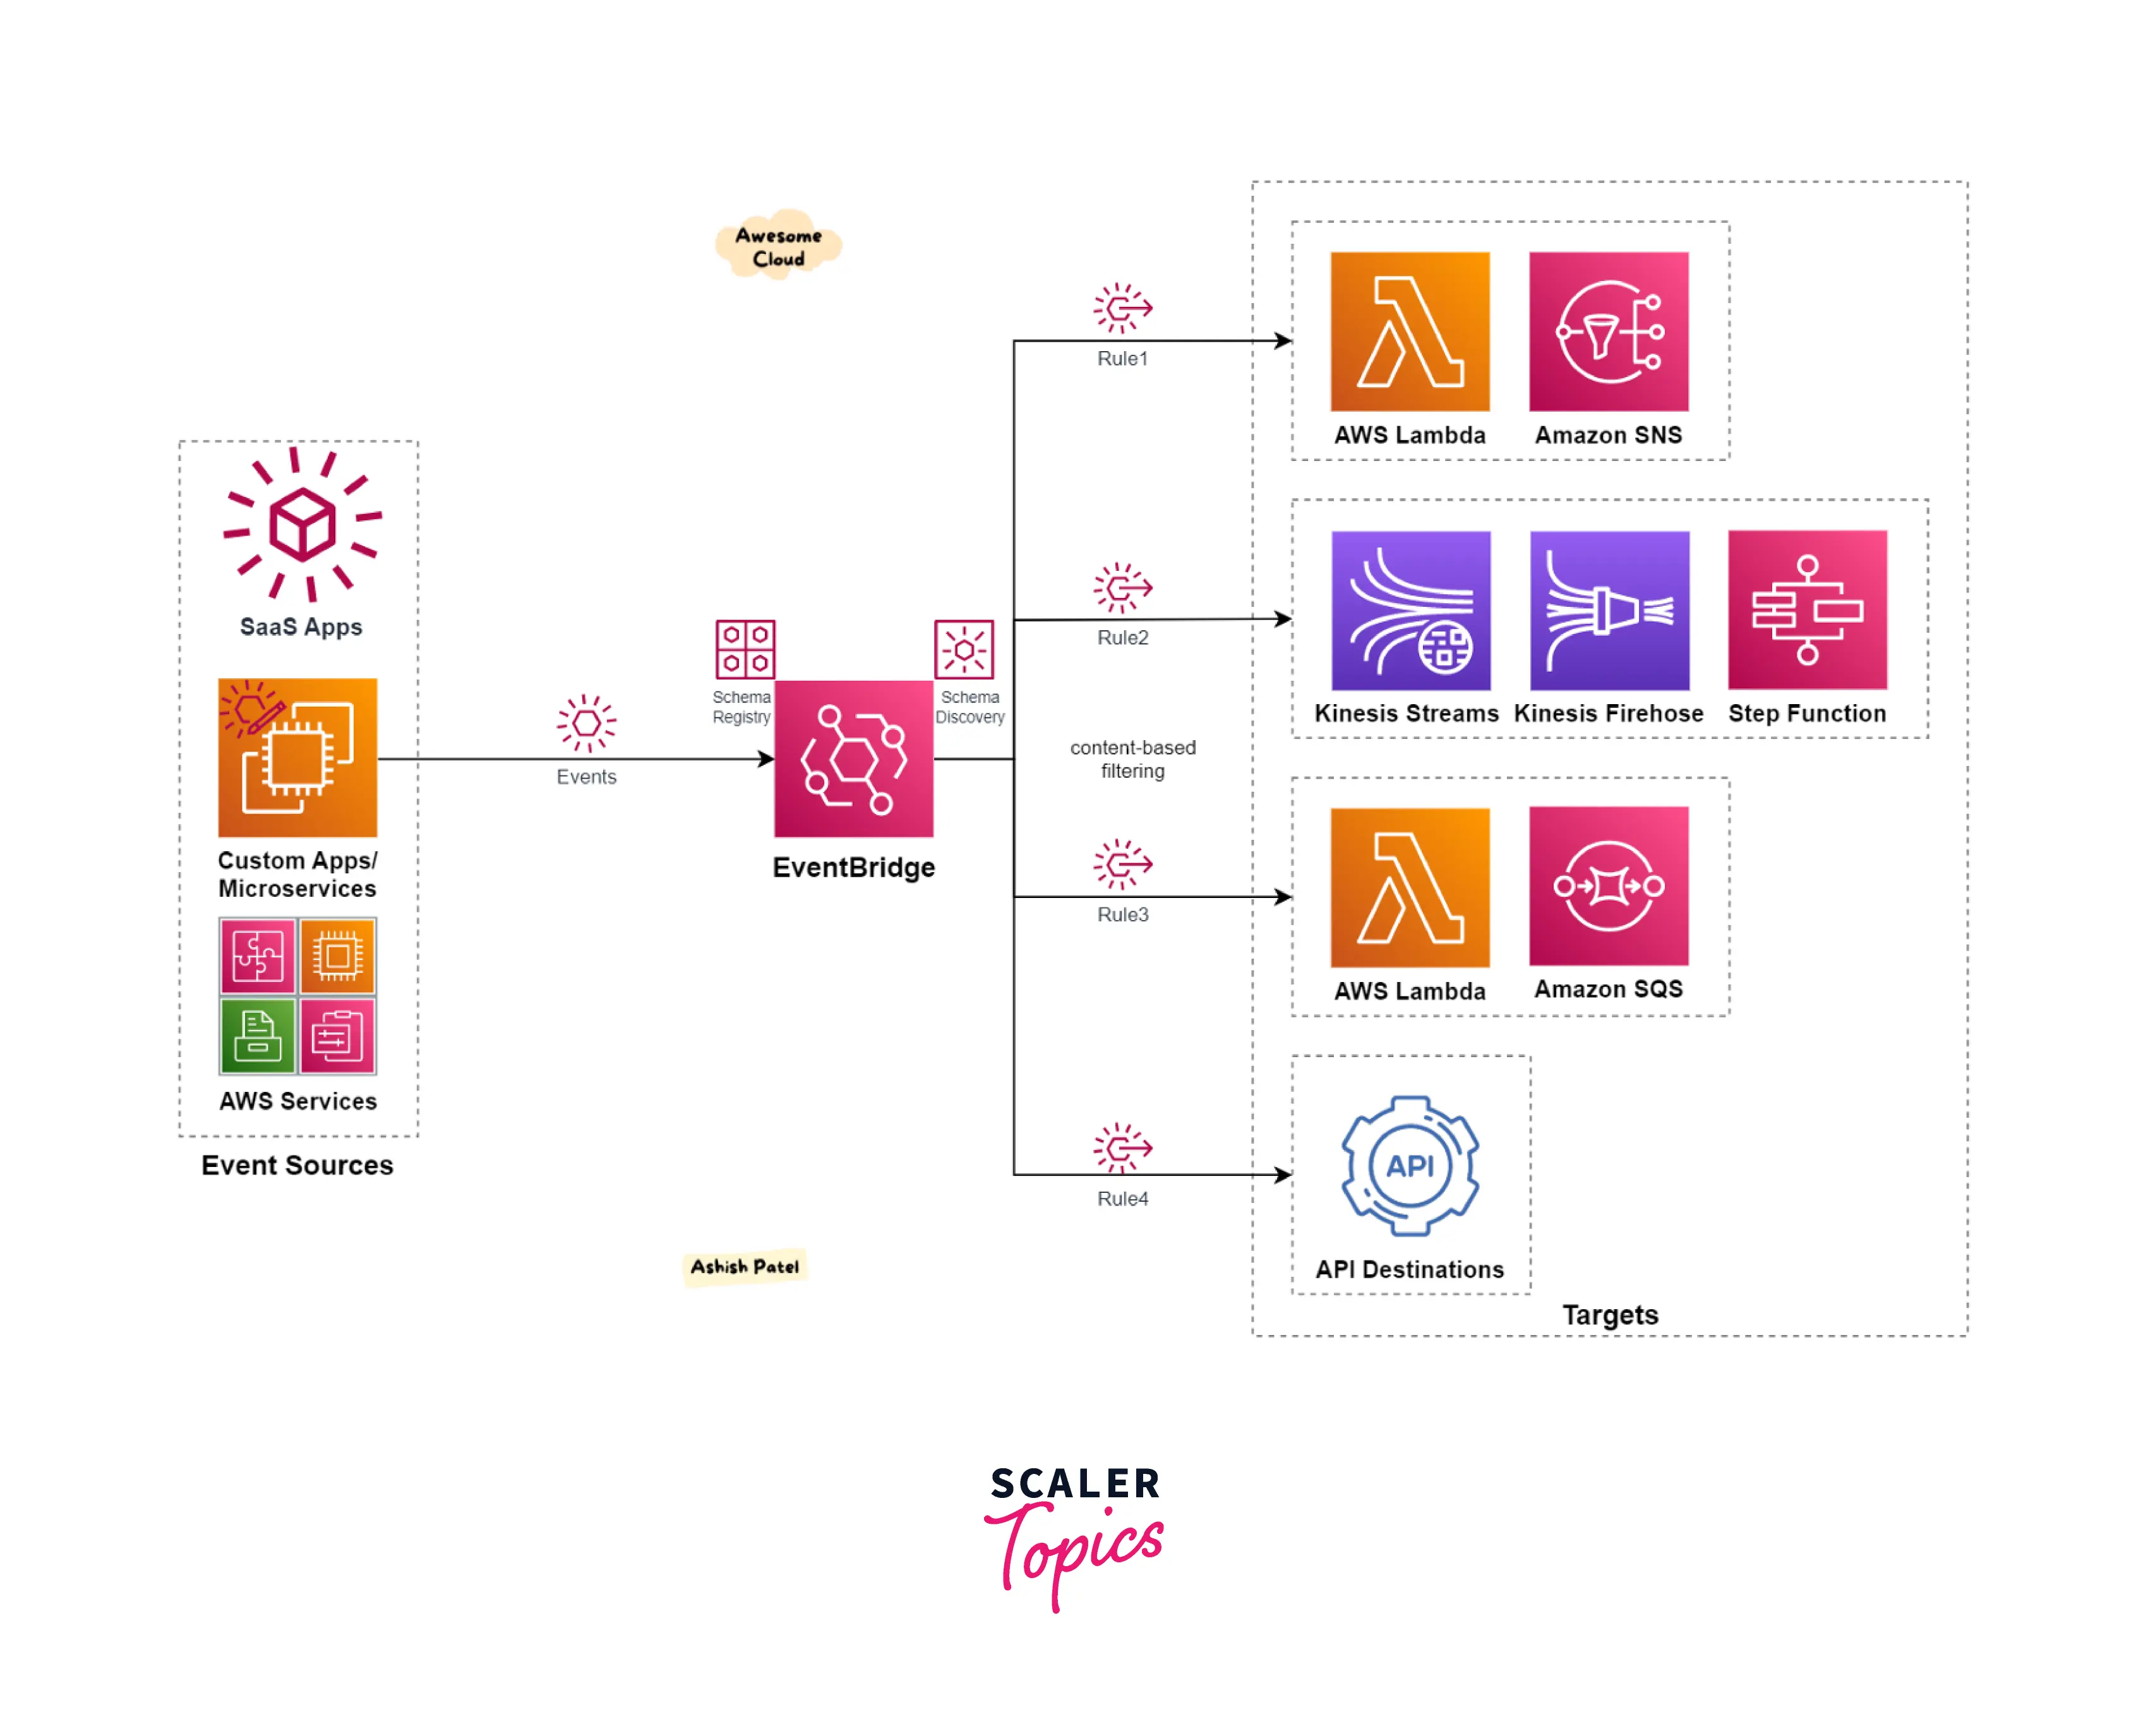 Awesome
Cloud
SaaS Apps
Custom Apps/
Microservices
AWS Services
Event Sources
Events
Schema
Registry
Schema
Discovery
EventBridge
content-based
filtering
Rule1
Rule2
Rule3
Rule4
AWS Lambda
Amazon SNS
Kinesis Streams
Kinesis Firehose
Step Function
AWS Lambda
Amazon SQS
API
API Destinations
Targets
Ashish Patel
SCALER
Topics